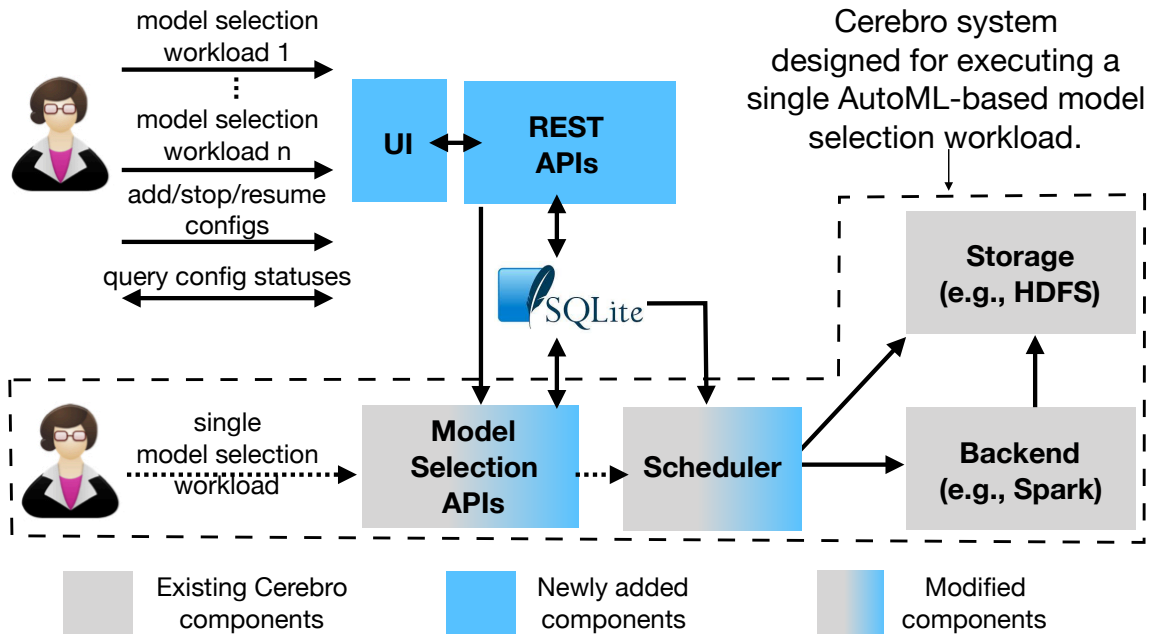 model selection
workload 1
⋮
model selection
workload n
add/stop/resume
configs
query config statuses
UI
REST
APIs
SQLite
Cerebro system
designed for executing a
single AutoML-based model
selection workload.
Storage
(e.g., HDFS)
single
model selection
workload
Model
Selection
APIs
Scheduler
Backend
(e.g., Spark)
Existing Cerebro
components
Newly added
components
Modified
components